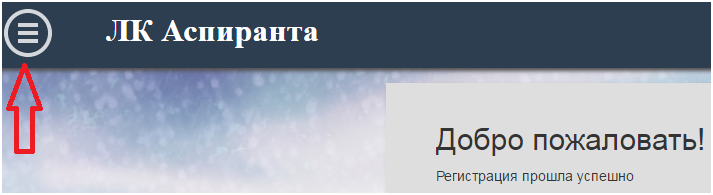 ЛК Аспиранта
Добро пожаловать!
Регистрация прошла успешно